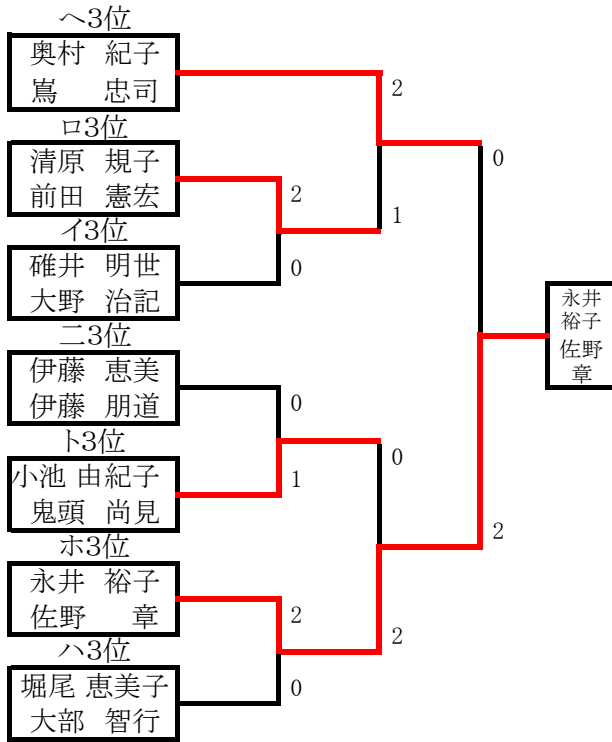 ヘ3位
奥村 紀子
嶌 忠司
2
ロ3位
0
清原 規子
前田 憲宏
2
1
イ3位
0
碓井 明世
大野 治記
永井
裕子
佐野
章
ニ3位
伊藤 恵美
伊藤 朋道
0
ト3位
0
小池 由紀子
1
鬼頭 尚見
2
ホ3位
永井 裕子
佐野 章
2
2
ハ3位
0
堀尾 恵美子
大部 智行